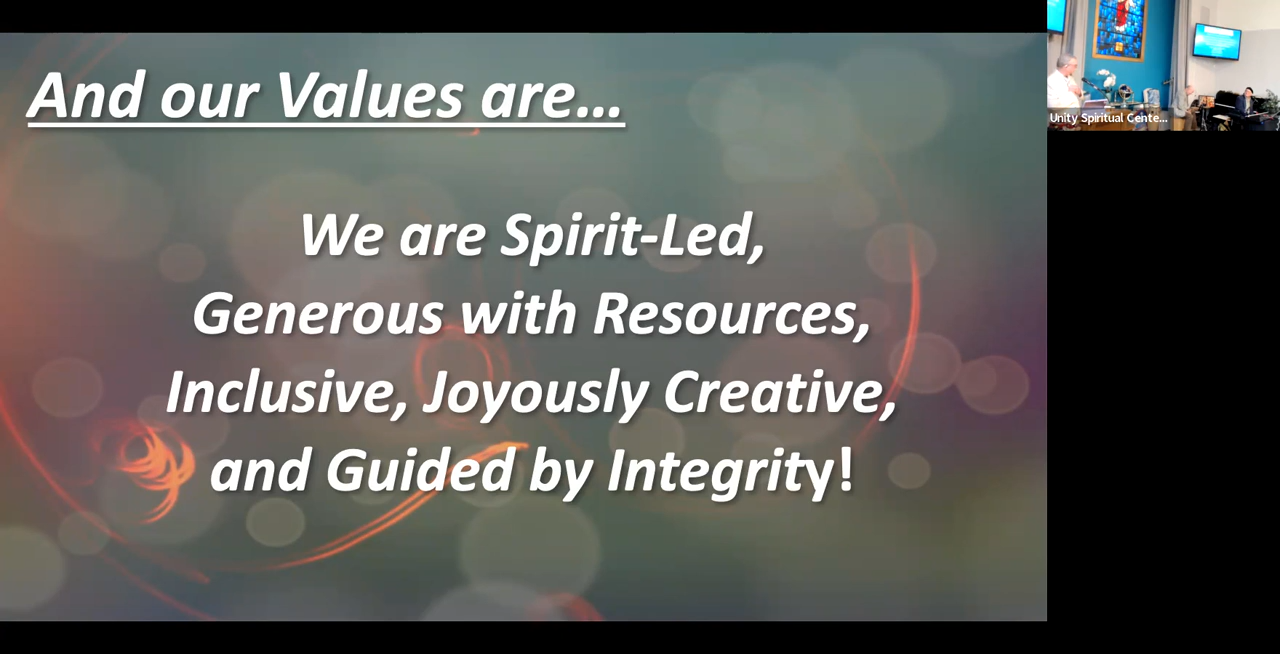 And our Values are…
We are Spirit-Led,
Generous with Resources,
Inclusive, Joyously Creative,
and Guided by Integrity!
Unity Spiritual Cente...